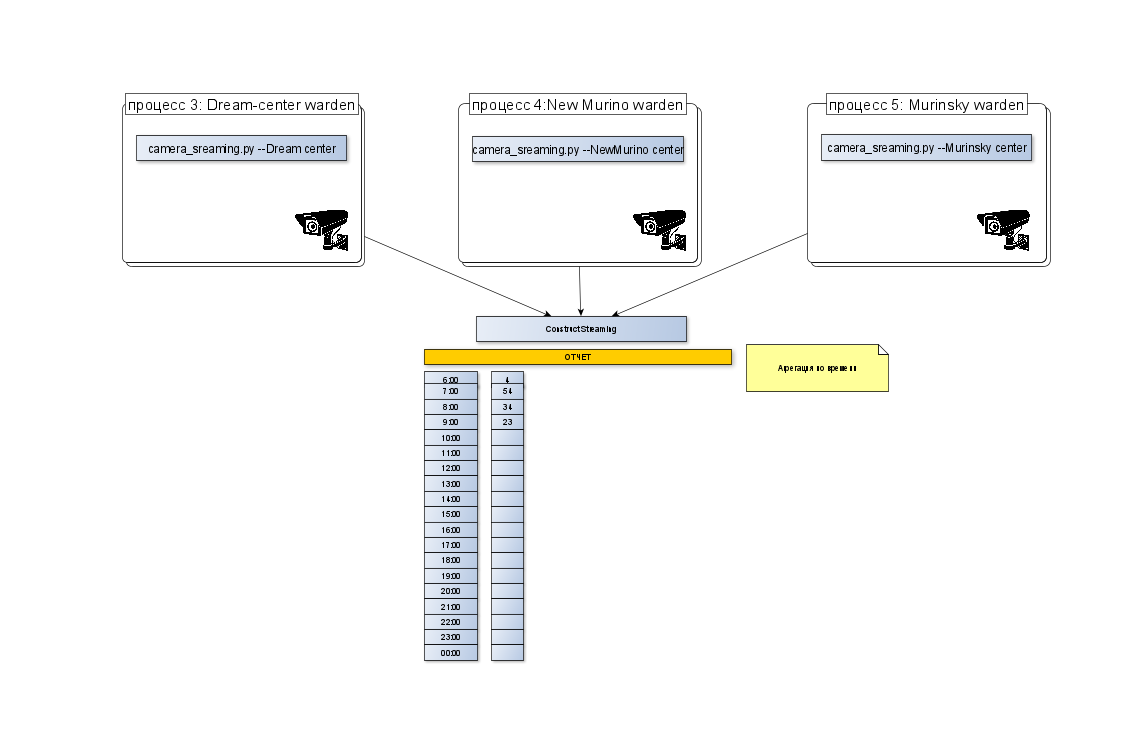 процесс 3: Dream-center warden
процесс 4:New Murino warden
процесс 5: Murinsky warden
camera_sreaming.py --Dream center
camera_sreaming.py --NewMurino center
camera_sreaming.py --Murinsky center
ConstructStreaming
ОТЧЕТ
Агрегация по времени
6:00 4
7:00 54
8:00 34
9:00 23
10:00
11:00
12:00
13:00
14:00
15:00
16:00
17:00
18:00
19:00
20:00
21:00
22:00
23:00
00:00